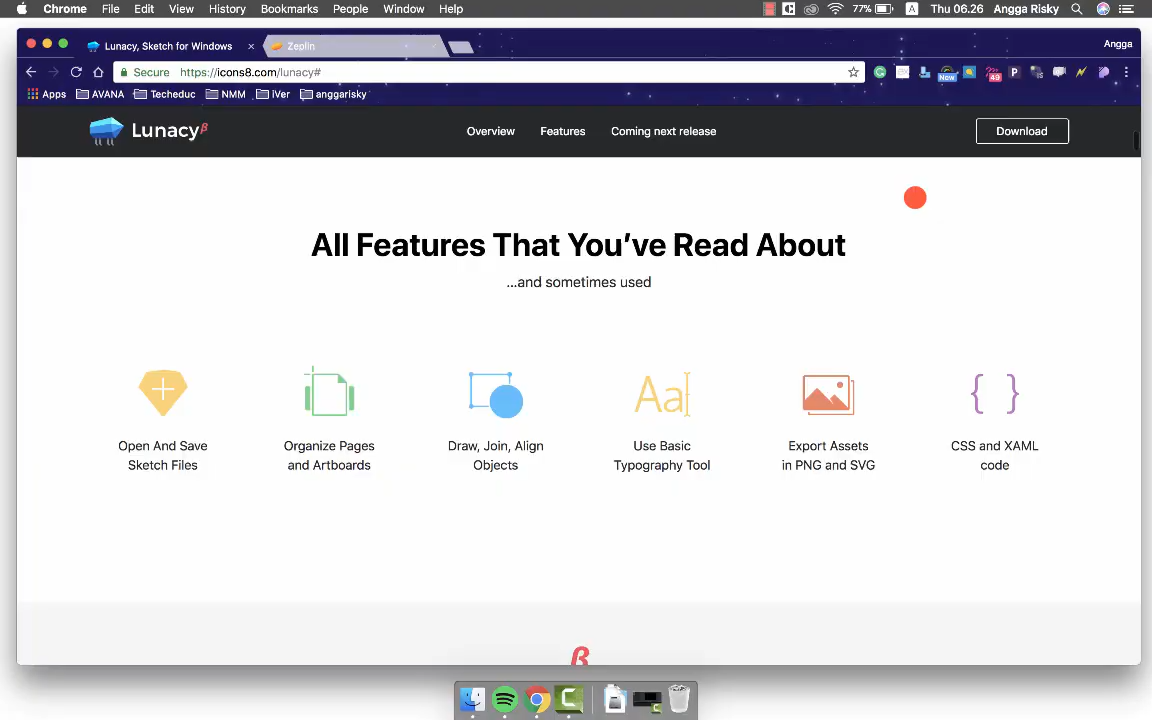 Chrome File Edit View History Bookmarks People Window Help 77% A Thu 06.26 Angga Risky
Lunacy, Sketch for Windows × Zeplin Angga
Secure https://icons8.com/lunacy#
New 49 P
Apps AVANA Techeduc NMM iVer anggarisky
Lunacyβ Overview Features Coming next release Download
All Features That You've Read About
...and sometimes used
Aa
{ }
Open And Save
Sketch Files
Organize Pages
and Artboards
Draw, Join, Align
Objects
Use Basic
Typography Tool
Export Assets
in PNG and SVG
CSS and XAML
code
β